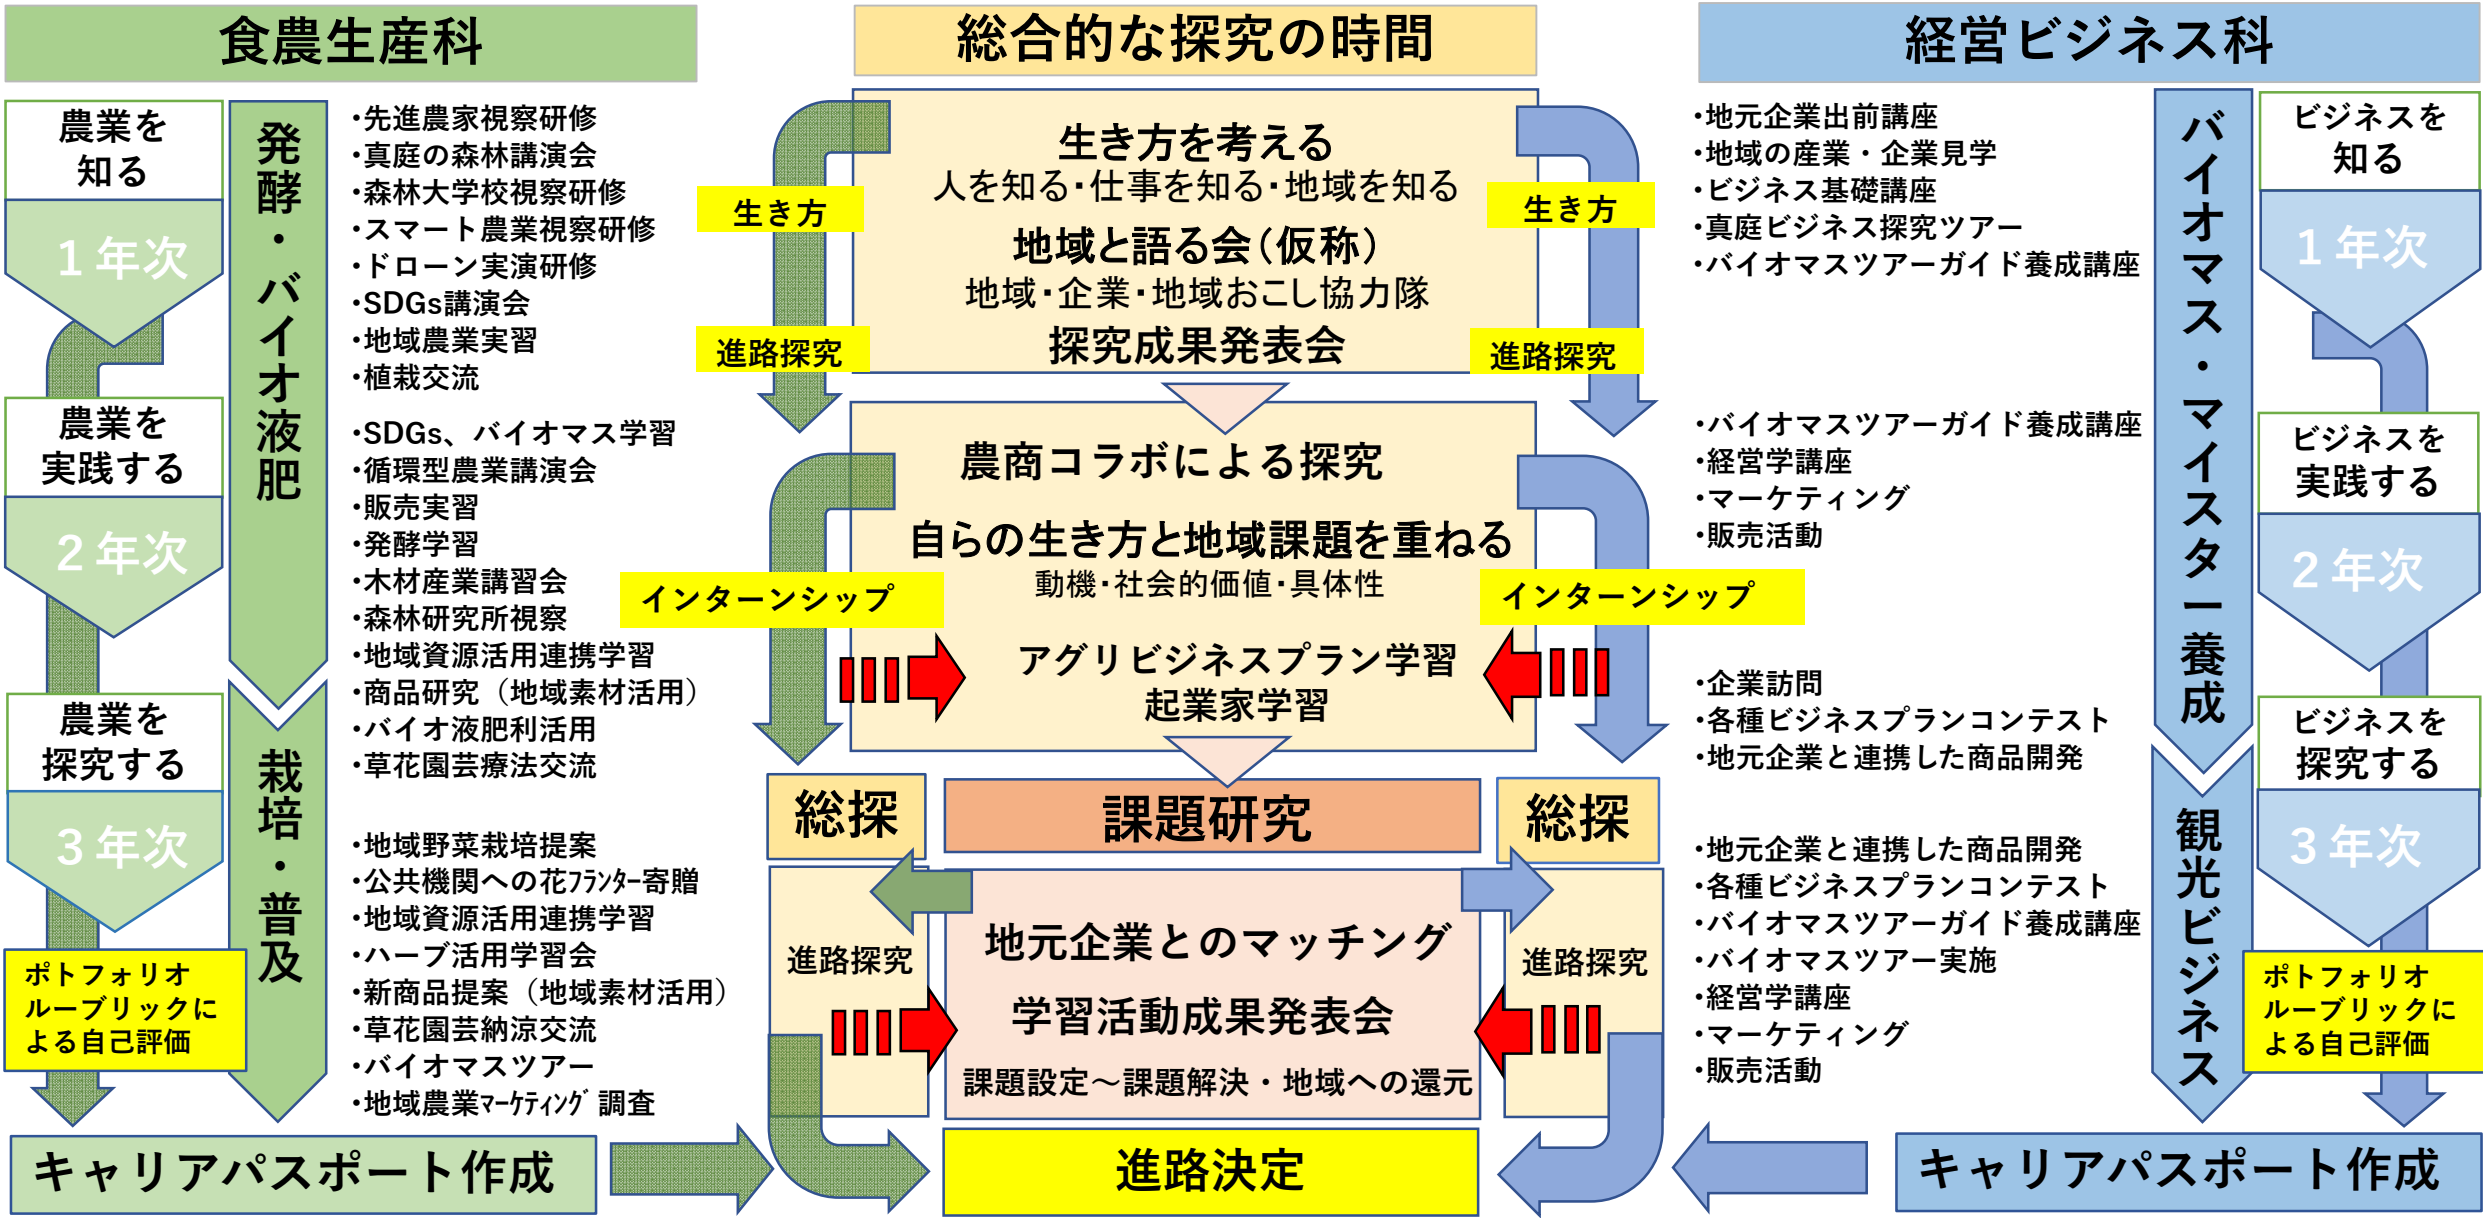 食農生産科
総合的な探究の時間
経営ビジネス科
農業を
知る
1年次
農業を
実践する
2年次
農業を
探究する
3年次
ポトフォリオ
ルーブリックに
よる自己評価
発酵・バイオ液肥
栽培・普及
・先進農家視察研修
・真庭の森林講演会
・森林大学校視察研修
・スマート農業視察研修
・ドローン実演研修
・SDGs講演会
・地域農業実習
・植栽交流
・SDGs、バイオマス学習
・循環型農業講演会
・販売実習
・発酵学習
・木材産業講習会
・森林研究所視察
・地域資源活用連携学習
・商品研究（地域素材活用）
・バイオ液肥利活用
・草花園芸療法交流
・地域野菜栽培提案
・公共機関への花フランター寄贈
・地域資源活用連携学習
・ハーブ活用学習会
・新商品提案（地域素材活用）
・草花園芸納涼交流
・バイオマスツアー
・地域農業マーケティング調査
キャリアパスポート作成
生き方
進路探究
インターンシップ
生き方を考える
人を知る・仕事を知る・地域を知る
地域と語る会（仮称）
地域・企業・地域おこし協力隊
探究成果発表会
農商コラボによる探究
自らの生き方と地域課題を重ねる
動機・社会的価値・具体性
アグリビジネスプラン学習
起業家学習
生き方
進路探究
インターンシップ
総探
課題研究
総探
進路探究
地元企業とのマッチング
学習活動成果発表会
課題設定～課題解決・地域への還元
進路探究
進路決定
・地元企業出前講座
・地域の産業・企業見学
・ビジネス基礎講座
・真庭ビジネス探究ツアー
・バイオマスツアーガイド養成講座
・バイオマスツアーガイド養成講座
・経営学講座
・マーケティング
・販売活動
・企業訪問
・各種ビジネスプランコンテスト
・地元企業と連携した商品開発
・地元企業と連携した商品開発
・各種ビジネスプランコンテスト
・バイオマスツアーガイド養成講座
・バイオマスツアー実施
・経営学講座
・マーケティング
・販売活動
バイオマス・マイスター養成
観光ビジネス
ビジネスを
知る
1年次
ビジネスを
実践する
2年次
ビジネスを
探究する
3年次
ポトフォリオ
ルーブリックに
よる自己評価
キャリアパスポート作成